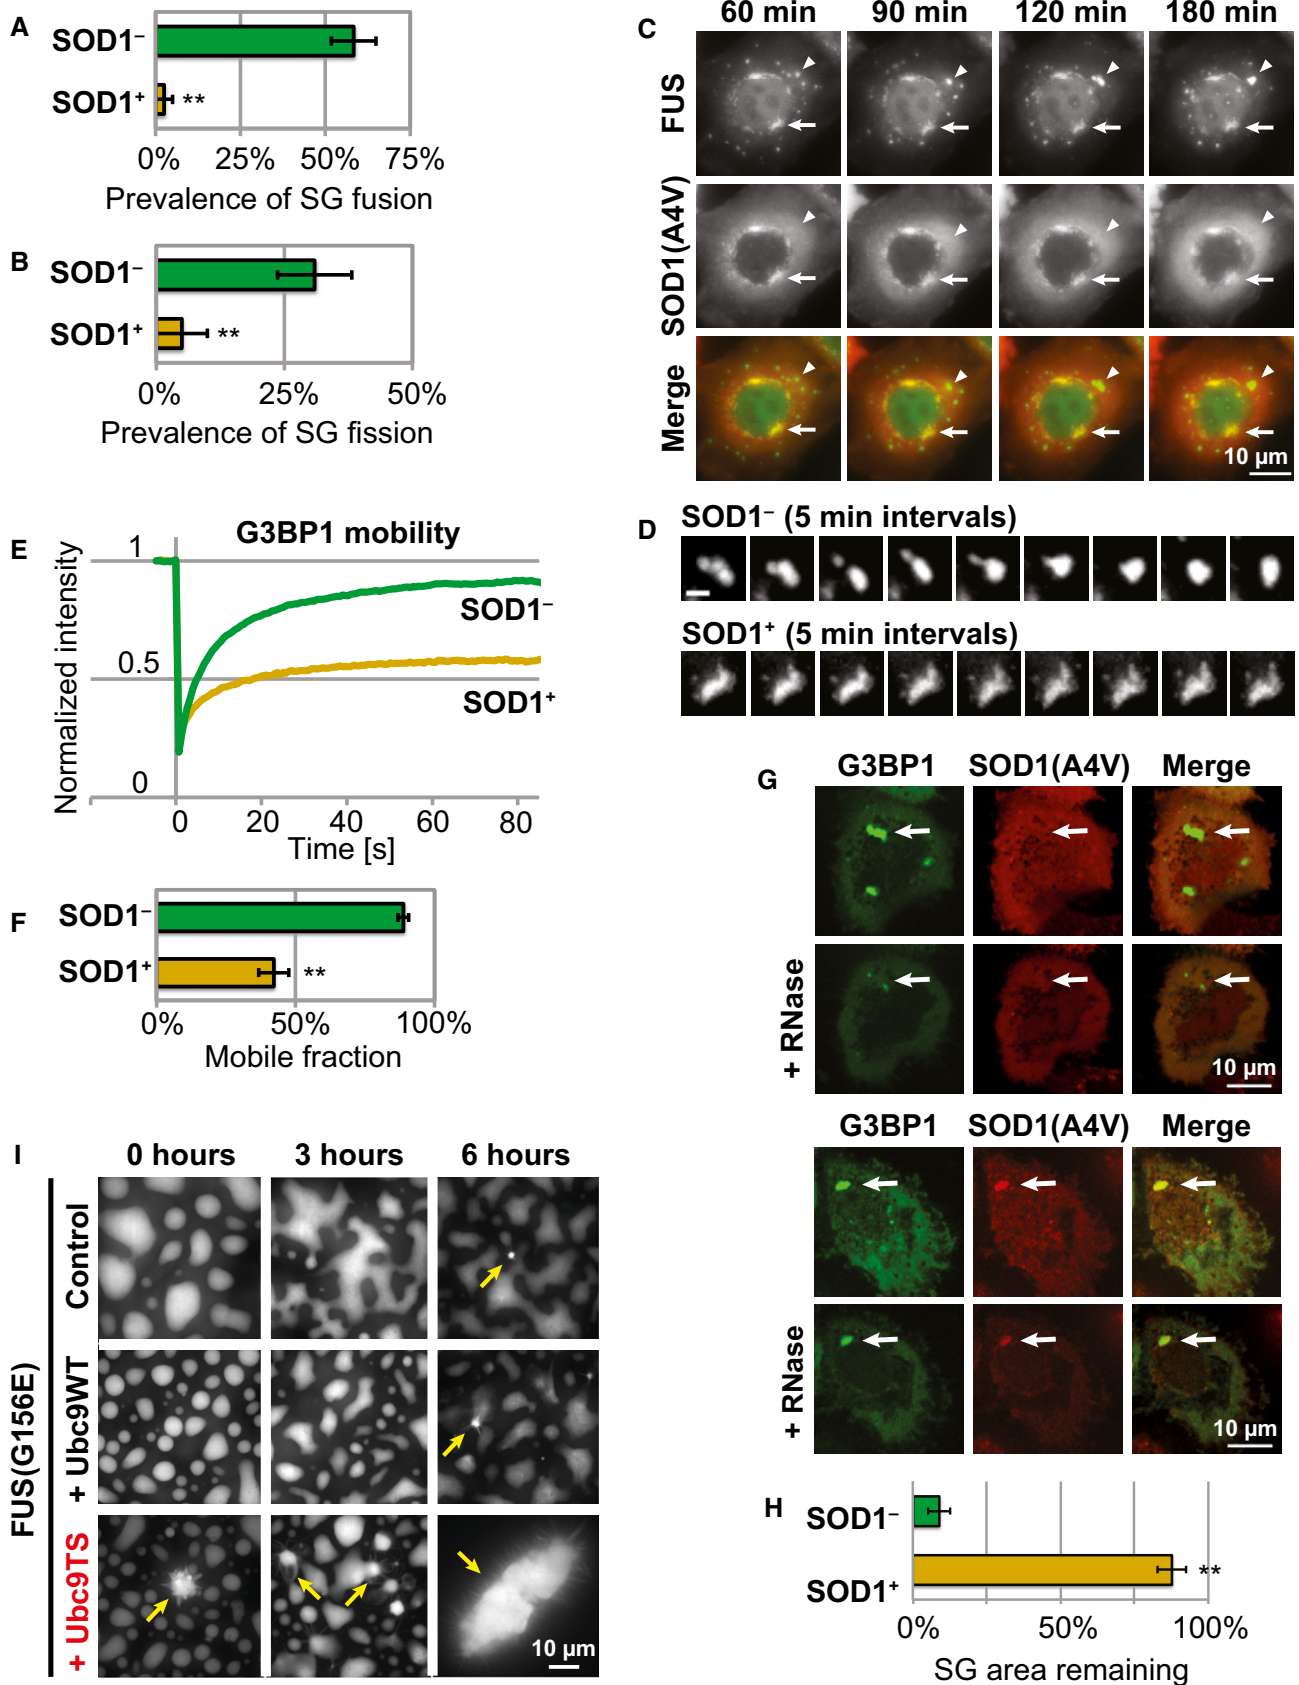 A
SOD1⁻
SOD1⁺
**
0% 25% 50% 75%
Prevalence of SG fusion
B
SOD1⁻
SOD1⁺
**
0% 25% 50%
Prevalence of SG fission
C
60 min 90 min 120 min 180 min
FUS
SOD1(A4V)
Merge
10 µm
D
SOD1⁻ (5 min intervals)
SOD1⁺ (5 min intervals)
E
G3BP1 mobility
Normalized intensity
1
0.5
0
SOD1⁻
SOD1⁺
0 20 40 60 80
Time [s]
F
SOD1⁻
SOD1⁺
**
0% 50% 100%
Mobile fraction
G
G3BP1 SOD1(A4V) Merge
+ RNase
10 µm
G3BP1 SOD1(A4V) Merge
+ RNase
10 µm
H
SOD1⁻
SOD1⁺
**
0% 50% 100%
SG area remaining
I
0 hours 3 hours 6 hours
FUS(G156E)
Control
+ Ubc9WT
+ Ubc9TS
10 µm